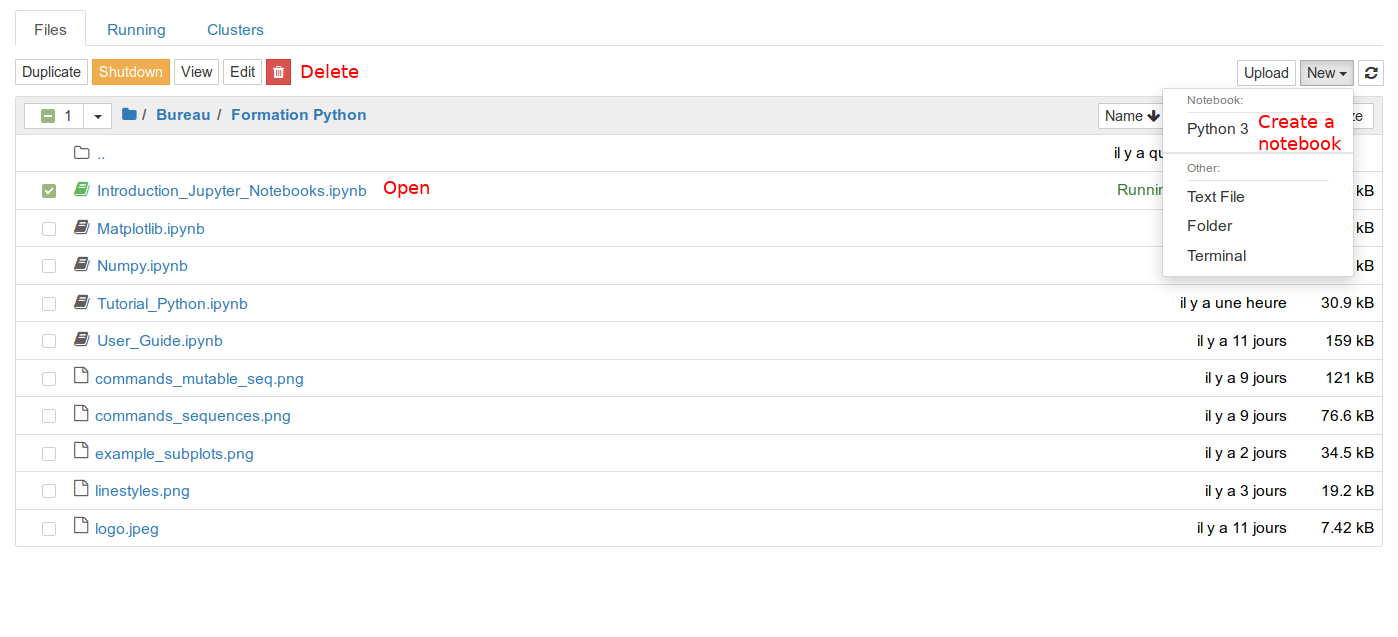 Files Running Clusters
Duplicate Shutdown View Edit Delete Upload New
1 / Bureau / Formation Python Name
Notebook:
Python 3 Create a notebook
Other:
Text File
Folder
Terminal
.. il y a
Introduction_Jupyter_Notebooks.ipynb Open kB
Matplotlib.ipynb kB
Numpy.ipynb kB
Tutorial_Python.ipynb il y a une heure 30.9 kB
User_Guide.ipynb il y a 11 jours 159 kB
commands_mutable_seq.png il y a 9 jours 121 kB
commands_sequences.png il y a 9 jours 76.6 kB
example_subplots.png il y a 2 jours 34.5 kB
linestyles.png il y a 3 jours 19.2 kB
logo.jpeg il y a 11 jours 7.42 kB